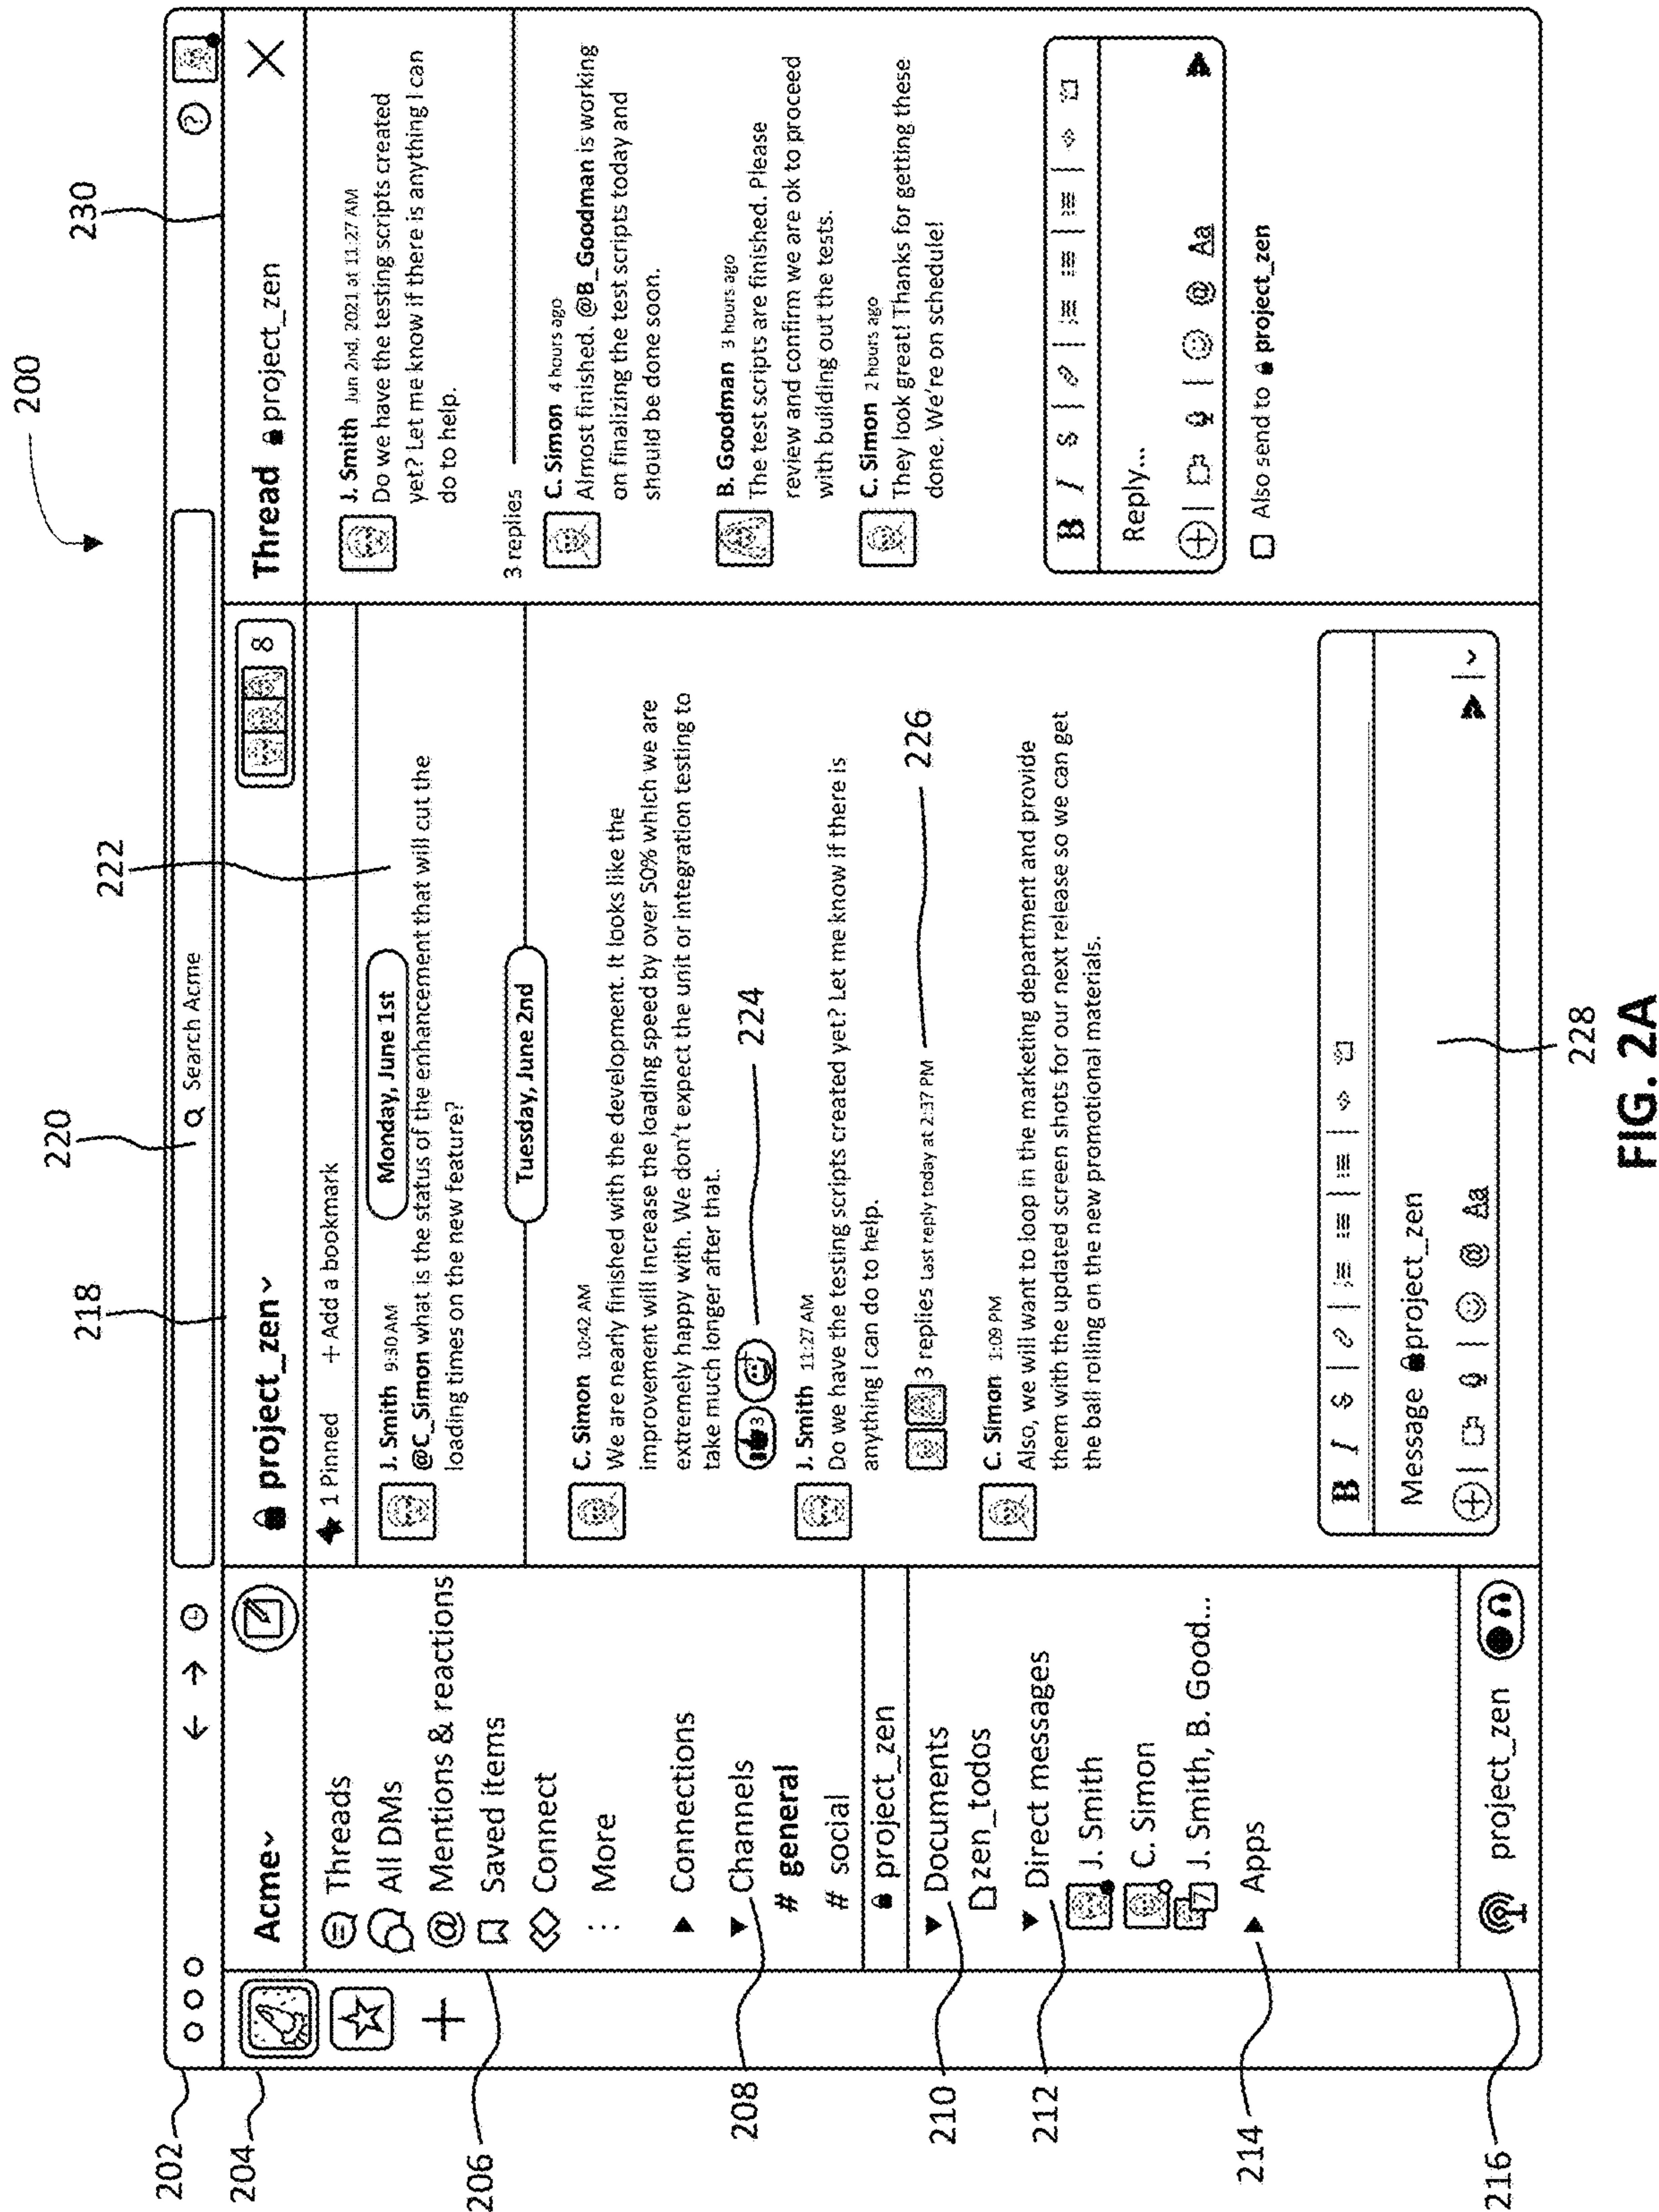 200
202
204
206
208
210
212
214
216
218
220
222
224
226
228
230
Search Acme
?
Acme
Threads
All DMs
@ Mentions & reactions
Saved items
Connect
More
Connections
Channels
# general
# social
project_zen
Documents
zen_todos
Direct messages
J. Smith
C. Simon
7 J. Smith, B. Good...
Apps
project_zen
project_zen
8
1 Pinned + Add a bookmark
Monday, June 1st
J. Smith 9:30 AM
@C_Simon what is the status of the enhancement that will cut the
loading times on the new feature?
Tuesday, June 2nd
C. Simon 10:42 AM
We are nearly finished with the development. It looks like the
improvement will increase the loading speed by over 50% which we are
extremely happy with. We don't expect the unit or integration testing to
take much longer after that.
3
J. Smith 11:27 AM
Do we have the testing scripts created yet? Let me know if there is
anything I can do to help.
3 replies Last reply today at 2:37 PM
C. Simon 1:09 PM
Also, we will want to loop in the marketing department and provide
them with the updated screen shots for our next release so we can get
the ball rolling on the new promotional materials.
B I S
Message project_zen
@ Aa
Thread project_zen
J. Smith Jun 2nd, 2021 at 11:27 AM
Do we have the testing scripts created
yet? Let me know if there is anything I can
do to help.
3 replies
C. Simon 4 hours ago
Almost finished. @B_Goodman is working
on finalizing the test scripts today and
should be done soon.
B. Goodman 3 hours ago
The test scripts are finished. Please
review and confirm we are ok to proceed
with building out the tests.
C. Simon 2 hours ago
They look great! Thanks for getting these
done. We're on schedule!
B I S
Reply...
@ Aa
Also send to project_zen
FIG. 2A